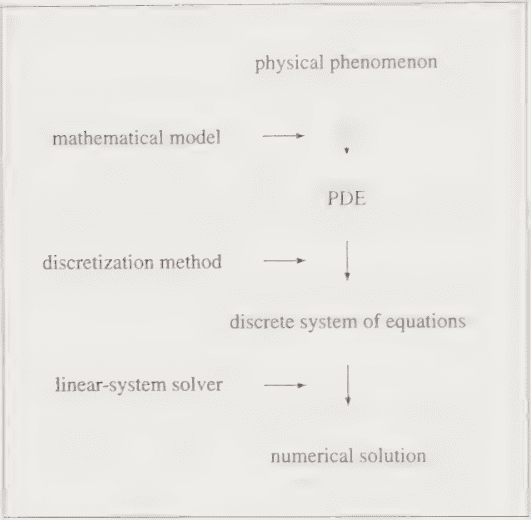 physical phenomenon
mathematical model
PDE
discretization method
discrete system of equations
linear-system solver
numerical solution